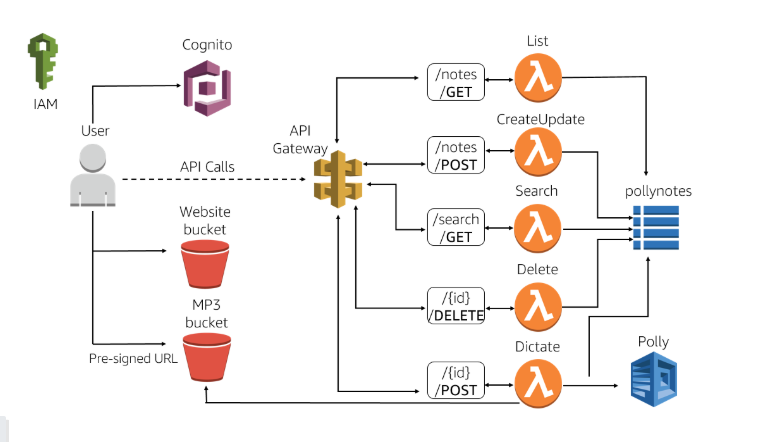 Cognito
IAM
User
API Calls
API
Gateway
Website
bucket
MP3
bucket
Pre-signed URL
List
/notes
/GET
CreateUpdate
/notes
/POST
Search
/search
/GET
Delete
/{id}
/DELETE
Dictate
/{id}
/POST
pollynotes
Polly